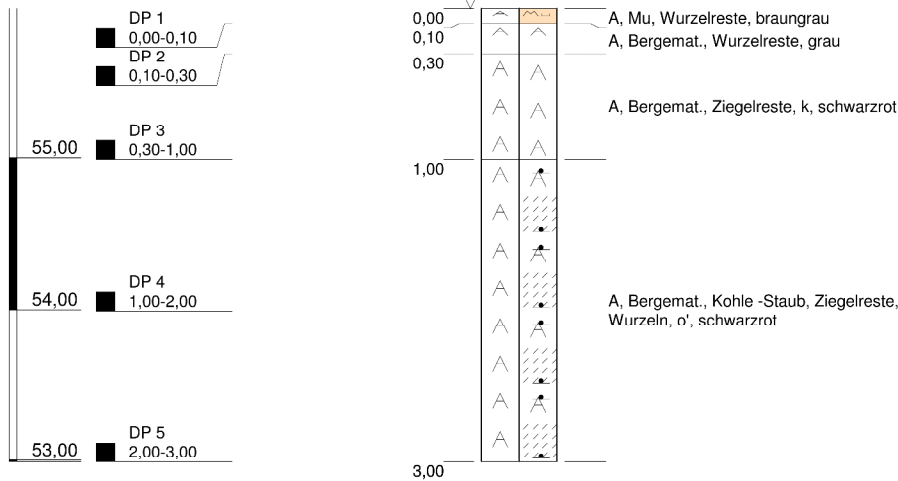 DP 1
0,00-0,10
DP 2
0,10-0,30
DP 3
55,00
0,30-1,00
DP 4
54,00
1,00-2,00
DP 5
53,00
2,00-3,00
0,00
0,10
0,30
1,00
3,00
A, Mu, Wurzelreste, braungrau
A, Bergemat., Wurzelreste, grau
A, Bergemat., Ziegelreste, k, schwarzrot
A, Bergemat., Kohle -Staub, Ziegelreste,
Wurzeln, o', schwarzrot